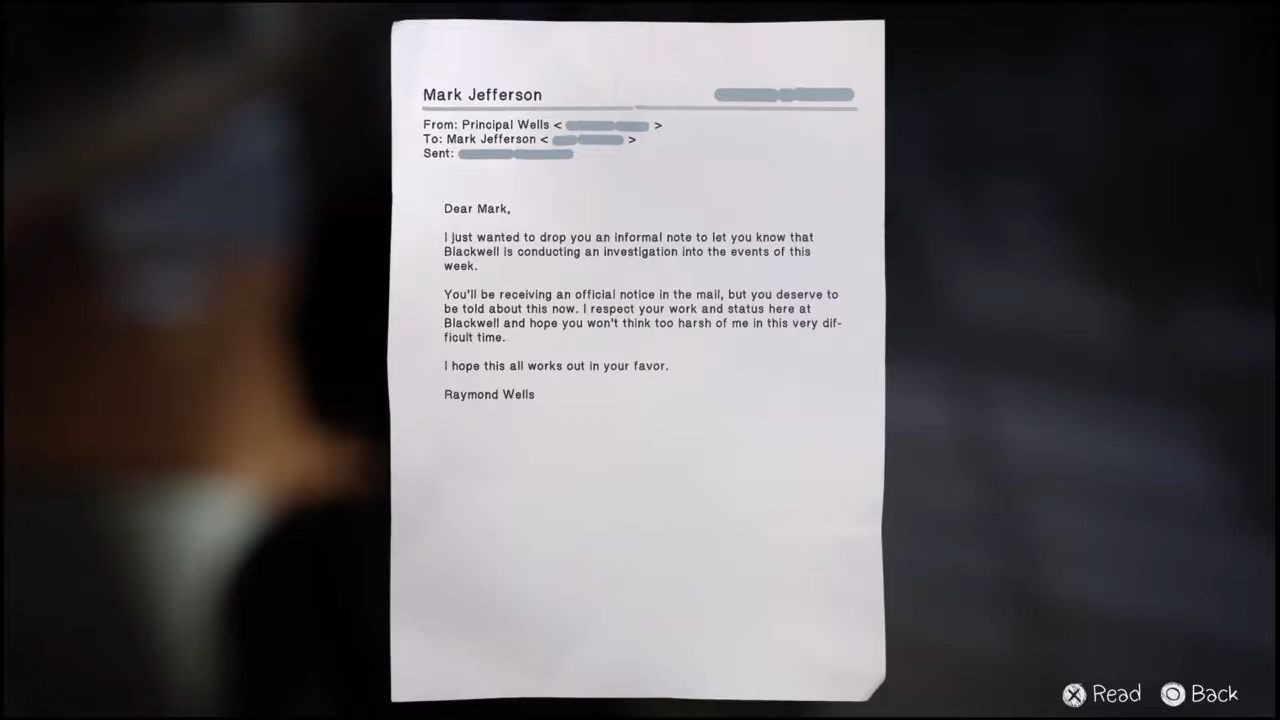 Mark Jefferson
From: Principal Wells < >
To: Mark Jefferson < >
Sent:
Dear Mark,
I just wanted to drop you an informal note to let you know that
Blackwell is conducting an investigation into the events of this
week.
You'll be receiving an official notice in the mail, but you deserve to
be told about this now. I respect your work and status here at
Blackwell and hope you won't think too harsh of me in this very dif-
ficult time.
I hope this all works out in your favor.
Raymond Wells
Read Back